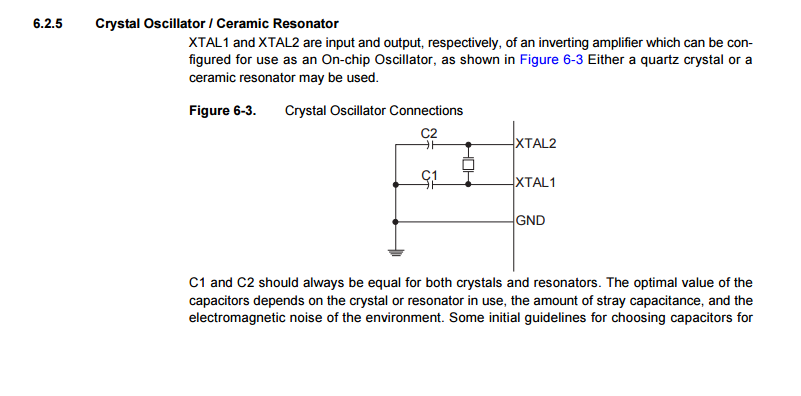 6.2.5 Crystal Oscillator / Ceramic Resonator
XTAL1 and XTAL2 are input and output, respectively, of an inverting amplifier which can be con-
figured for use as an On-chip Oscillator, as shown in Figure 6-3 Either a quartz crystal or a
ceramic resonator may be used.
Figure 6-3. Crystal Oscillator Connections
C2
XTAL2
C1
XTAL1
GND
C1 and C2 should always be equal for both crystals and resonators. The optimal value of the
capacitors depends on the crystal or resonator in use, the amount of stray capacitance, and the
electromagnetic noise of the environment. Some initial guidelines for choosing capacitors for